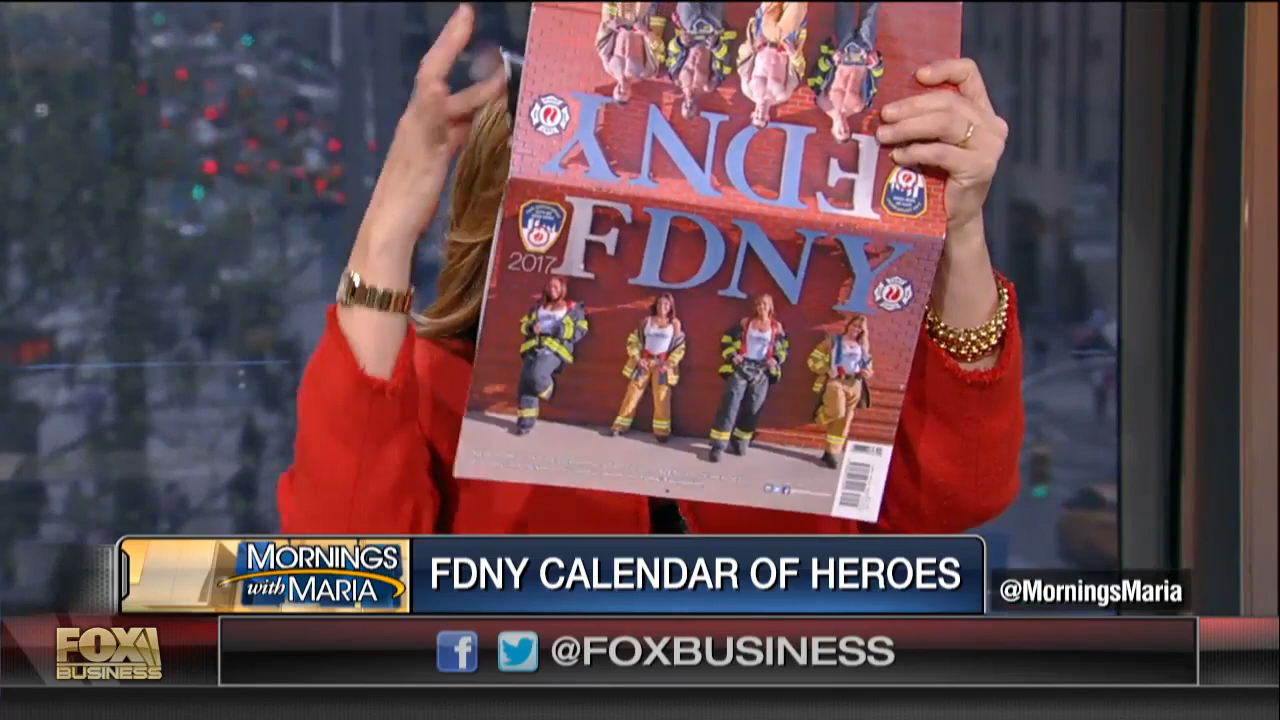 FDNY
FDNY
2017
MORNINGS
with MARIA
FDNY CALENDAR OF HEROES
@MorningsMaria
FOX
BUSINESS
f
@FOXBUSINESS